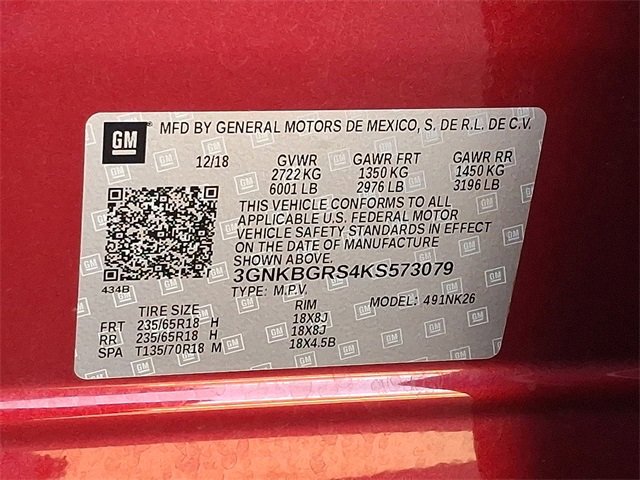 GM ® MFD BY GENERAL MOTORS DE MEXICO, S. DE R.L. DE C.V.
12/18 GVWR GAWR FRT GAWR RR
2722 KG 1350 KG 1450 KG
6001 LB 2976 LB 3196 LB
THIS VEHICLE CONFORMS TO ALL
APPLICABLE U.S. FEDERAL MOTOR
VEHICLE SAFETY STANDARDS IN EFFECT
ON THE DATE OF MANUFACTURE
SHOWN ABOVE.
3GNKBGRS4KS573079
434B TYPE: M.P.V. MODEL: 491NK26
TIRE SIZE RIM
FRT 235/65R18 H 18X8J
RR 235/65R18 H 18X8J
SPA T135/70R18 M 18X4.5B